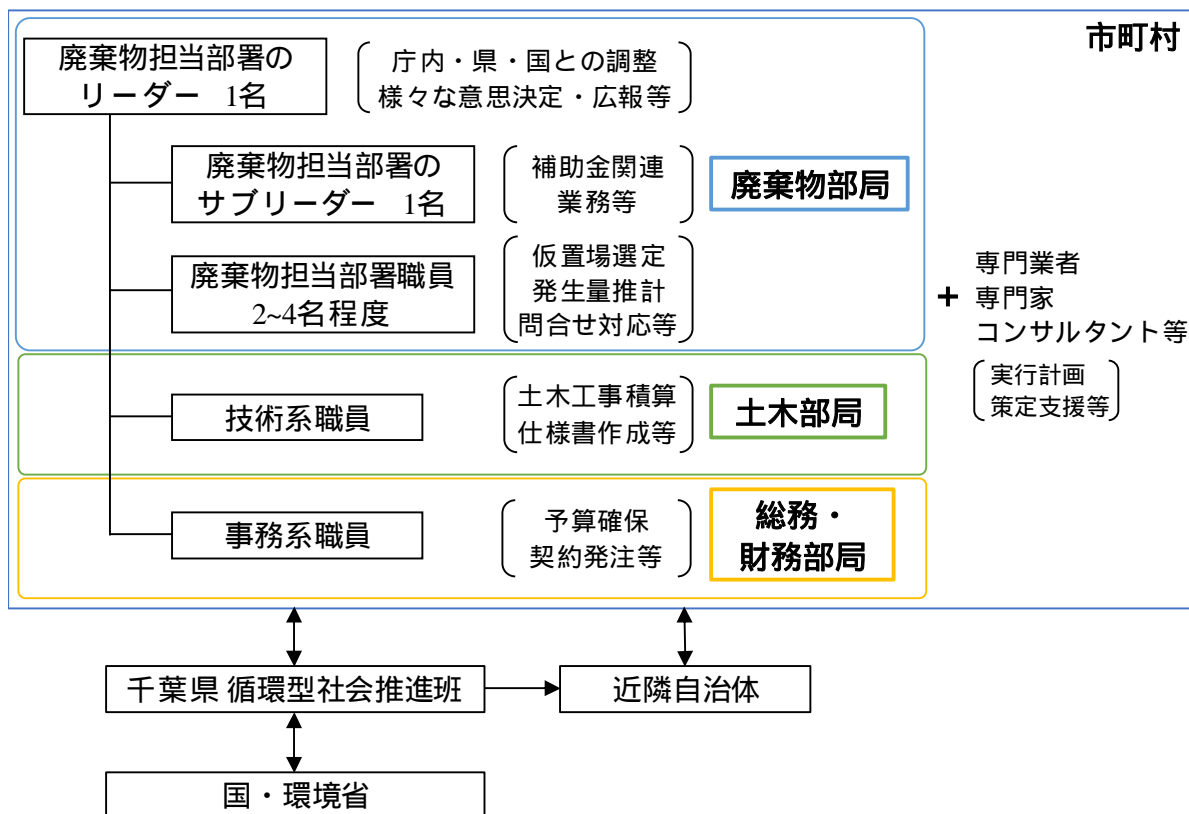 市町村
廃棄物担当部署の
リーダー 1名
庁内・県・国との調整
様々な意思決定・広報等
廃棄物担当部署の
サブリーダー 1名
補助金関連
業務等
廃棄物部局
廃棄物担当部署職員
2~4名程度
仮置場選定
発生量推計
問合せ対応等
+
専門業者
専門家
コンサルタント等
実行計画
策定支援等
技術系職員
土木工事積算
仕様書作成等
土木部局
事務系職員
予算確保
契約発注等
総務・
財務部局
千葉県 循環型社会推進班
近隣自治体
国・環境省